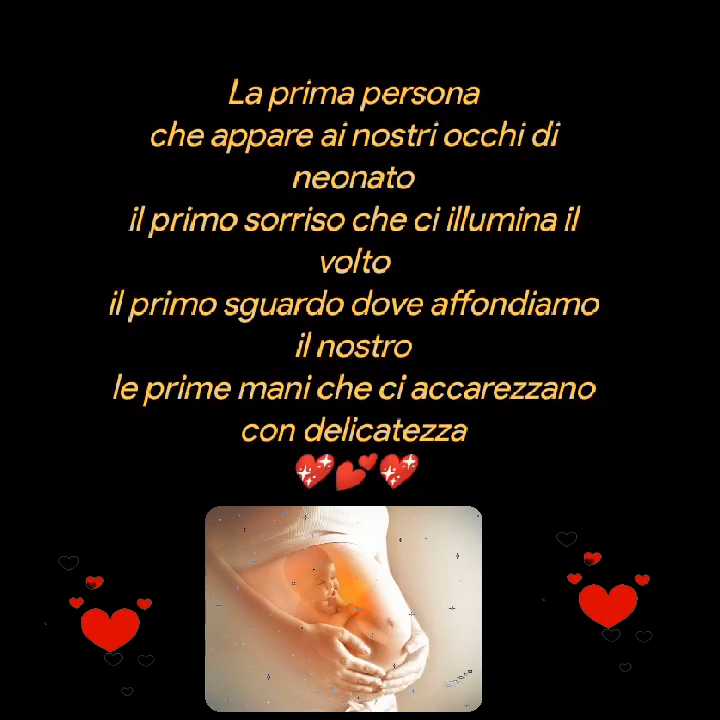 La prima persona
che appare ai nostri occhi di
neonato
il primo sorriso che ci illumina il
volto
il primo sguardo dove affondiamo
il nostro
le prime mani che ci accarezzano
con delicatezza
💖💕💖